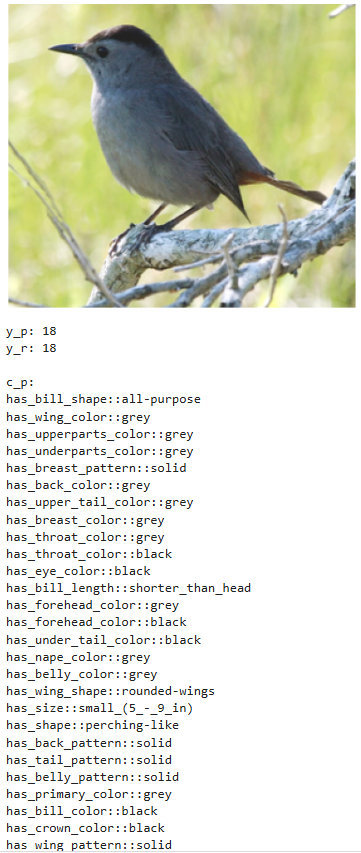 y_p: 18
y_r: 18
c_p:
has_bill_shape::all-purpose
has_wing_color::grey
has_upperparts_color::grey
has_underparts_color::grey
has_breast_pattern::solid
has_back_color::grey
has_upper_tail_color::grey
has_breast_color::grey
has_throat_color::grey
has_throat_color::black
has_eye_color::black
has_bill_length::shorter_than_head
has_forehead_color::grey
has_forehead_color::black
has_under_tail_color::black
has_nape_color::grey
has_belly_color::grey
has_wing_shape::rounded-wings
has_size::small_(5_-_9_in)
has_shape::perching-like
has_back_pattern::solid
has_tail_pattern::solid
has_belly_pattern::solid
has_primary_color::grey
has_bill_color::black
has_crown_color::black
has_wing_pattern::solid